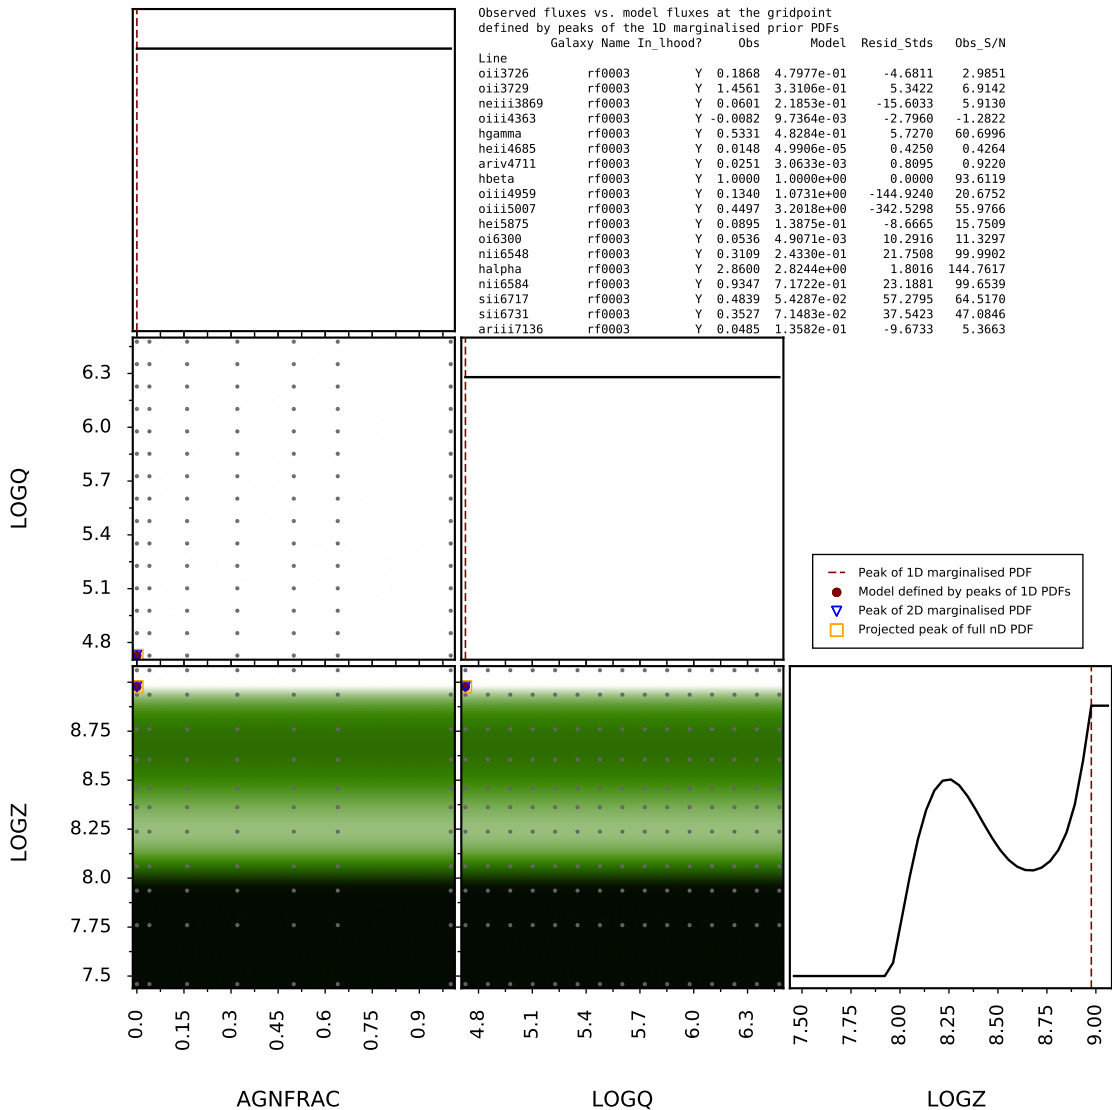 Observed fluxes vs. model fluxes at the gridpoint
defined by peaks of the 1D marginalised prior PDFs
Galaxy Name In_lhood? Obs Model Resid_Stds Obs_S/N
Line
oii3726 rf0003 Y 0.1868 4.7977e-01 -4.6811 2.9851
oii3729 rf0003 Y 1.4561 3.3106e-01 5.3422 6.9142
neiii3869 rf0003 Y 0.0601 2.1853e-01 -15.6033 5.9130
oiii4363 rf0003 Y -0.0082 9.7364e-03 -2.7960 -1.2822
hgamma rf0003 Y 0.5331 4.8284e-01 5.7270 60.6996
heii4685 rf0003 Y 0.0148 4.9906e-05 0.4250 0.4264
ariv4711 rf0003 Y 0.0251 3.0633e-03 0.8095 0.9220
hbeta rf0003 Y 1.0000 1.0000e+00 0.0000 93.6119
oiii4959 rf0003 Y 0.1340 1.0731e+00 -144.9240 20.6752
oiii5007 rf0003 Y 0.4497 3.2018e+00 -342.5298 55.9766
hei5875 rf0003 Y 0.0895 1.3875e-01 -8.6665 15.7509
oi6300 rf0003 Y 0.0536 4.9071e-03 10.2916 11.3297
nii6548 rf0003 Y 0.3109 2.4330e-01 21.7508 99.9902
halpha rf0003 Y 2.8600 2.8244e+00 1.8016 144.7617
nii6584 rf0003 Y 0.9347 7.1722e-01 23.1881 99.6539
sii6717 rf0003 Y 0.4839 5.4287e-02 57.2795 64.5170
sii6731 rf0003 Y 0.3527 7.1483e-02 37.5423 47.0846
ariii7136 rf0003 Y 0.0485 1.3582e-01 -9.6733 5.3663
6.3
6.0
5.7
5.4
5.1
4.8
LOGQ
Peak of 1D marginalised PDF
Model defined by peaks of 1D PDFs
Peak of 2D marginalised PDF
Projected peak of full nD PDF
8.75
8.5
8.25
8.0
7.75
7.5
LOGZ
0.0 0.15 0.3 0.45 0.6 0.75 0.9
4.8 5.1 5.4 5.7 6.0 6.3
7.50 7.75 8.00 8.25 8.50 8.75 9.00
AGNFRAC LOGQ LOGZ